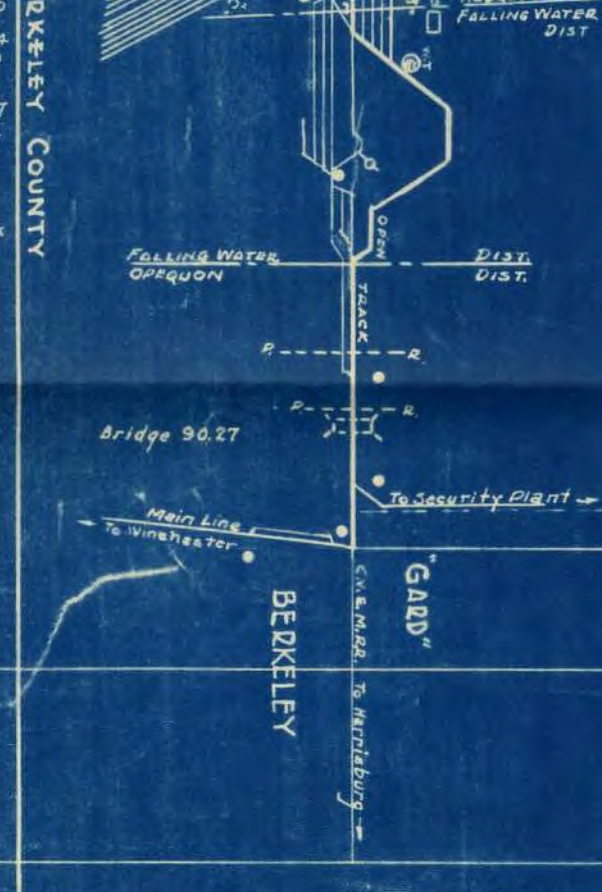 FALLING WATER
DIST
RKELEY COUNTY
OPEN
FALLING WATER DIST.
OPEQUON DIST.
TRACK
P. R.
P. R.
Bridge 90.27
To Security Plant
Main Line
To Winchester
"GARD"
BERKELEY
C.V. & M. RR. To Harrisburg